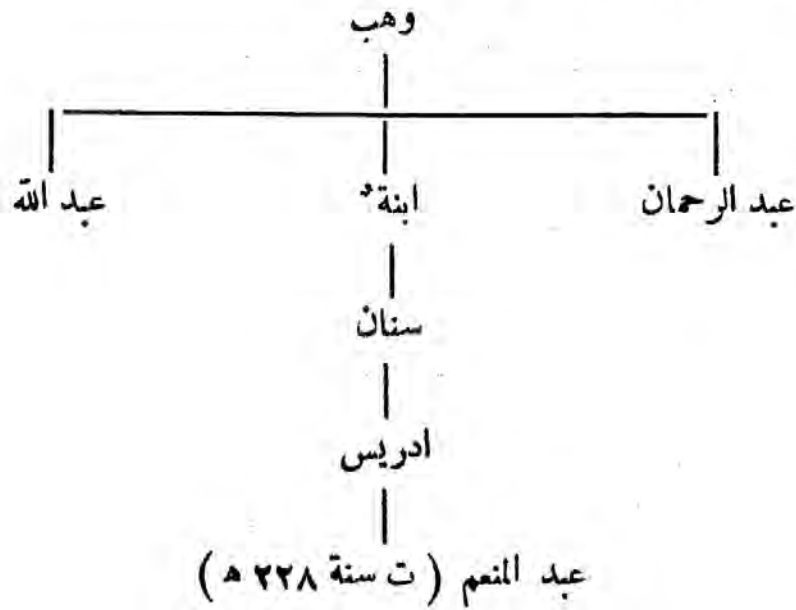 وهب
عبد الرحمان ابنة عبد الله
سنان
ادريس
عبد المنعم ( ت سنة ٢٢٨ ه )